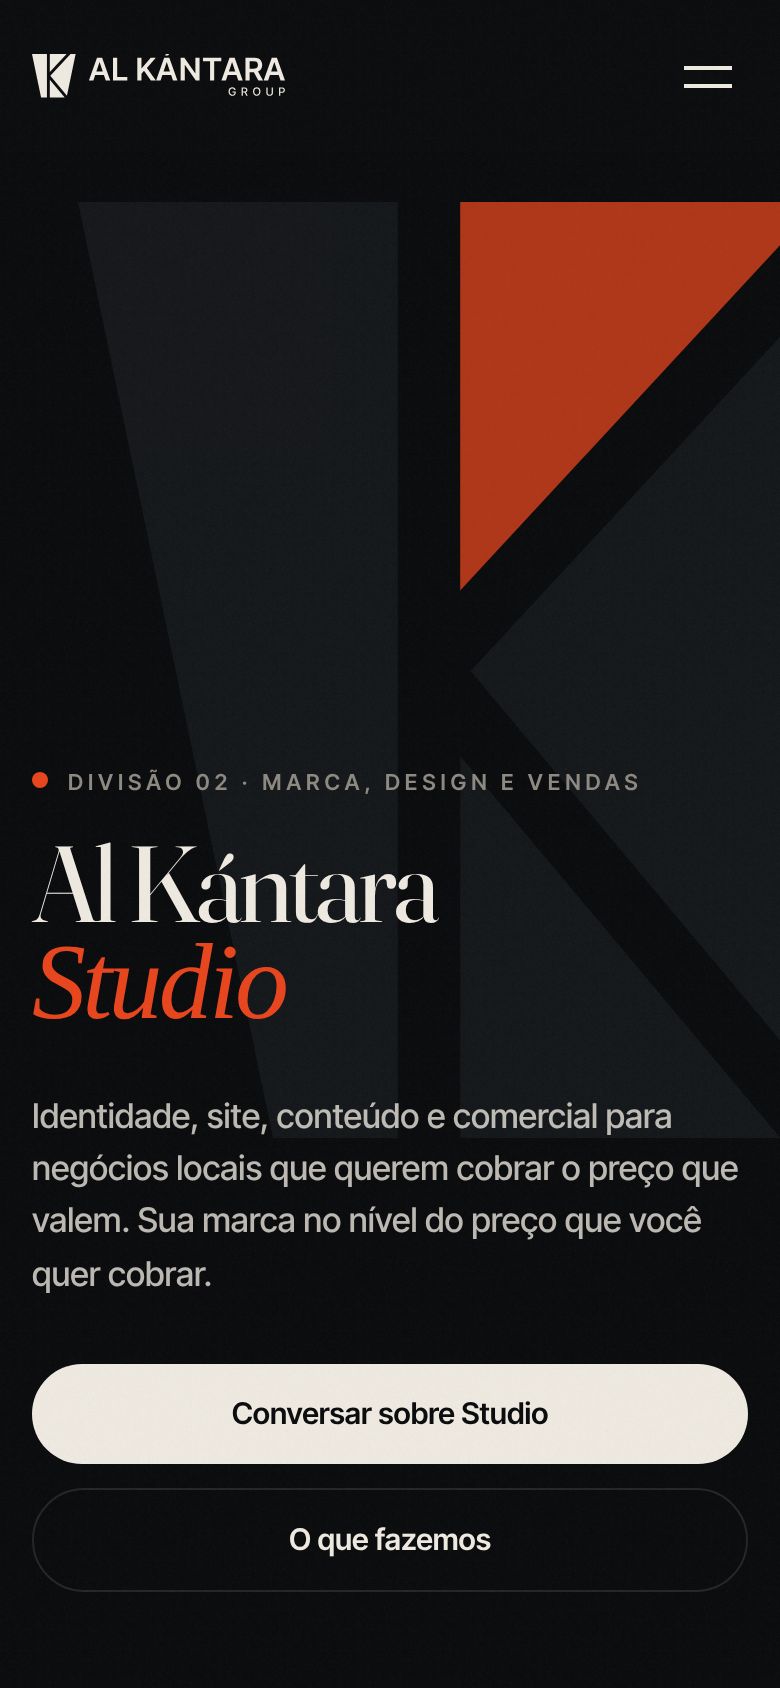 AL KÁNTARA
GROUP
DIVISÃO 02 · MARCA, DESIGN E VENDAS
Al Kántara
Studio
Identidade, site, conteúdo e comercial para
negócios locais que querem cobrar o preço que
valem. Sua marca no nível do preço que você
quer cobrar.
Conversar sobre Studio
O que fazemos